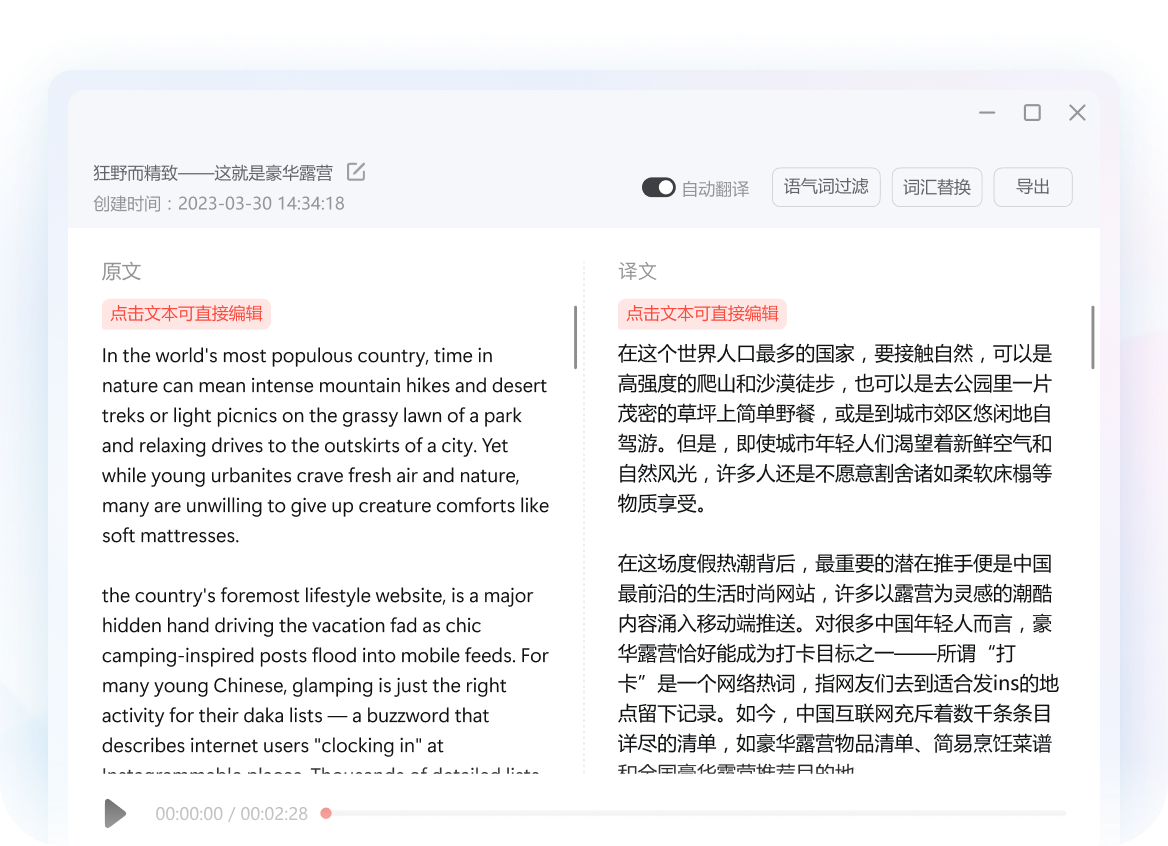 狂野而精致——这就是豪华露营
创建时间：2023-03-30 14:34:18
自动翻译
语气词过滤
词汇替换
导出
原文
点击文本可直接编辑
In the world's most populous country, time in
nature can mean intense mountain hikes and desert
treks or light picnics on the grassy lawn of a park
and relaxing drives to the outskirts of a city. Yet
while young urbanites crave fresh air and nature,
many are unwilling to give up creature comforts like
soft mattresses.
the country's foremost lifestyle website, is a major
hidden hand driving the vacation fad as chic
camping-inspired posts flood into mobile feeds. For
many young Chinese, glamping is just the right
activity for their daka lists — a buzzword that
describes internet users "clocking in" at
Instagrammable places. Thousands of detailed lists
译文
点击文本可直接编辑
在这个世界人口最多的国家，要接触自然，可以是
高强度的爬山和沙漠徒步，也可以是去公园里一片
茂密的草坪上简单野餐，或是到城市郊区悠闲地自
驾游。但是，即使城市年轻人们渴望着新鲜空气和
自然风光，许多人还是不愿意割舍诸如柔软床榻等
物质享受。
在这场度假热潮背后，最重要的潜在推手便是中国
最前沿的生活时尚网站，许多以露营为灵感的潮酷
内容涌入移动端推送。对很多中国年轻人而言，豪
华露营恰好能成为打卡目标之一——所谓“打
卡”是一个网络热词，指网友们去到适合发ins的地
点留下记录。如今，中国互联网充斥着数千条条目
详尽的清单，如豪华露营物品清单、简易烹饪菜谱
和全国豪华露营推荐目的地
00:00:00 / 00:02:28